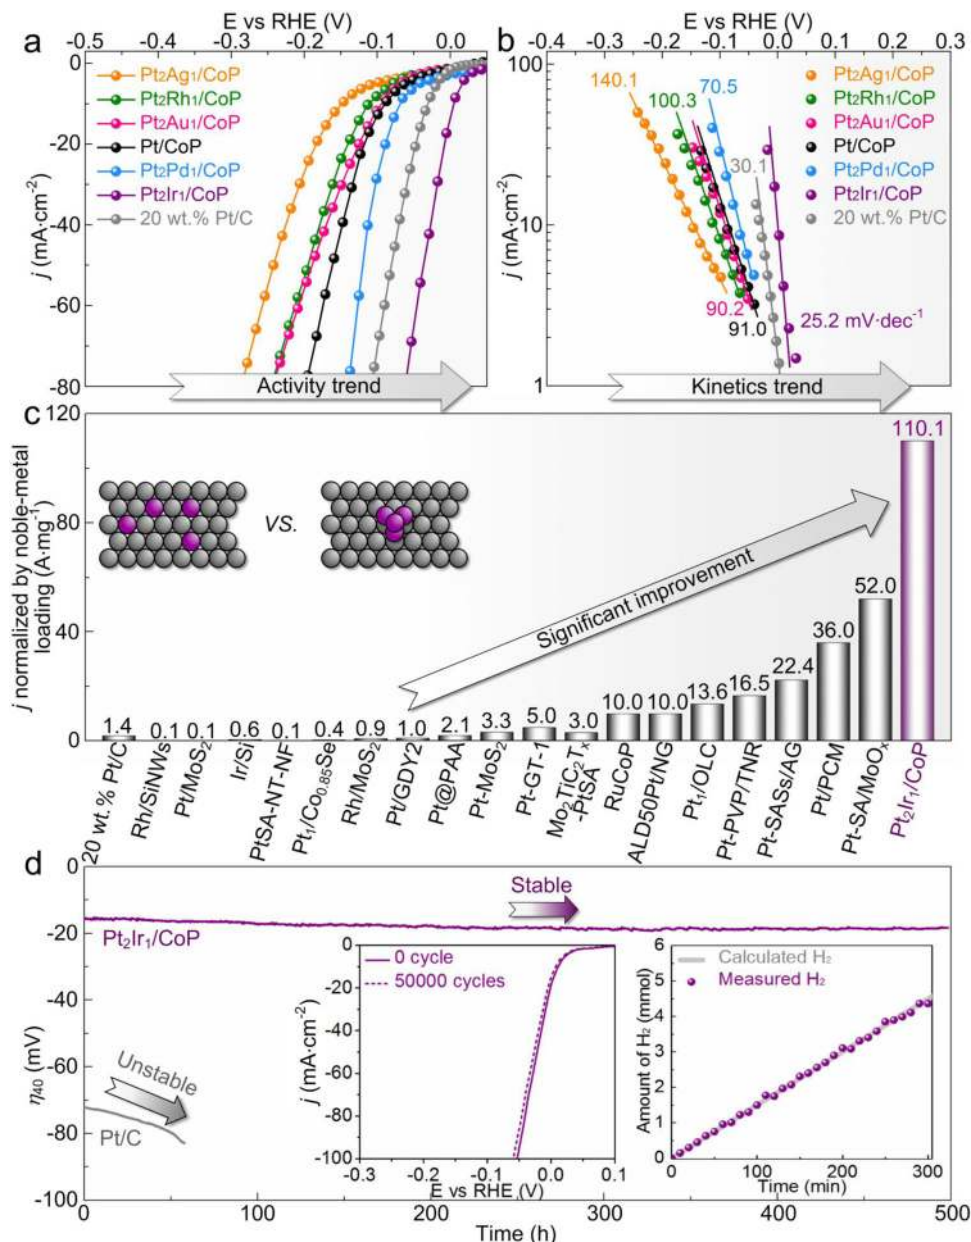 a
E vs RHE (V)
-0.5 -0.4 -0.3 -0.2 -0.1 0.0
j (mA·cm⁻²)
0
-20
-40
-60
-80
Pt₂Ag₁/CoP
Pt₂Rh₁/CoP
Pt₂Au₁/CoP
Pt/CoP
Pt₂Pd₁/CoP
Pt₂Ir₁/CoP
20 wt.% Pt/C
Activity trend
b
E vs RHE (V)
-0.4 -0.3 -0.2 -0.1 0.0 0.1 0.2 0.3
j (mA·cm⁻²)
100
10
1
140.1
100.3
70.5
30.1
90.2
91.0
25.2 mV·dec⁻¹
Pt₂Ag₁/CoP
Pt₂Rh₁/CoP
Pt₂Au₁/CoP
Pt/CoP
Pt₂Pd₁/CoP
Pt₂Ir₁/CoP
20 wt.% Pt/C
Kinetics trend
c
j normalized by noble-metal
loading (A·mg⁻¹)
120
80
40
0
VS.
Significant improvement
1.4 0.1 0.1 0.6 0.1 0.4 0.9 1.0 2.1 3.3 5.0 3.0 10.0 10.0 13.6 16.5 22.4 36.0 52.0 110.1
20 wt.% Pt/C
Rh/SiNWs
Pt/MoS₂
Ir/Si
PtSA-NT-NF
Pt₁/Co₀.₈₅Se
Rh/MoS₂
Pt/GDY2
Pt@PAA
Pt-MoS₂
Pt-GT-1
Mo₂TiC₂Tₓ
-PtSA
RuCoP
ALD50Pt/NG
Pt₁/OLC
Pt-PVP/TNR
Pt-SASs/AG
Pt/PCM
Pt-SA/MoOₓ
Pt₂Ir₁/CoP
d
η₄₀ (mV)
0
-20
-40
-60
-80
-100
Stable
Pt₂Ir₁/CoP
Unstable
Pt/C
0 cycle
50000 cycles
j (mA·cm⁻²)
0
-20
-40
-60
-80
-100
-0.3 -0.2 -0.1 0.0 0.1
E vs RHE (V)
Calculated H₂
Measured H₂
Amount of H₂ (mmol)
6
5
4
3
2
1
0
0 100 200 300
Time (min)
0 100 200 300 400 500
Time (h)